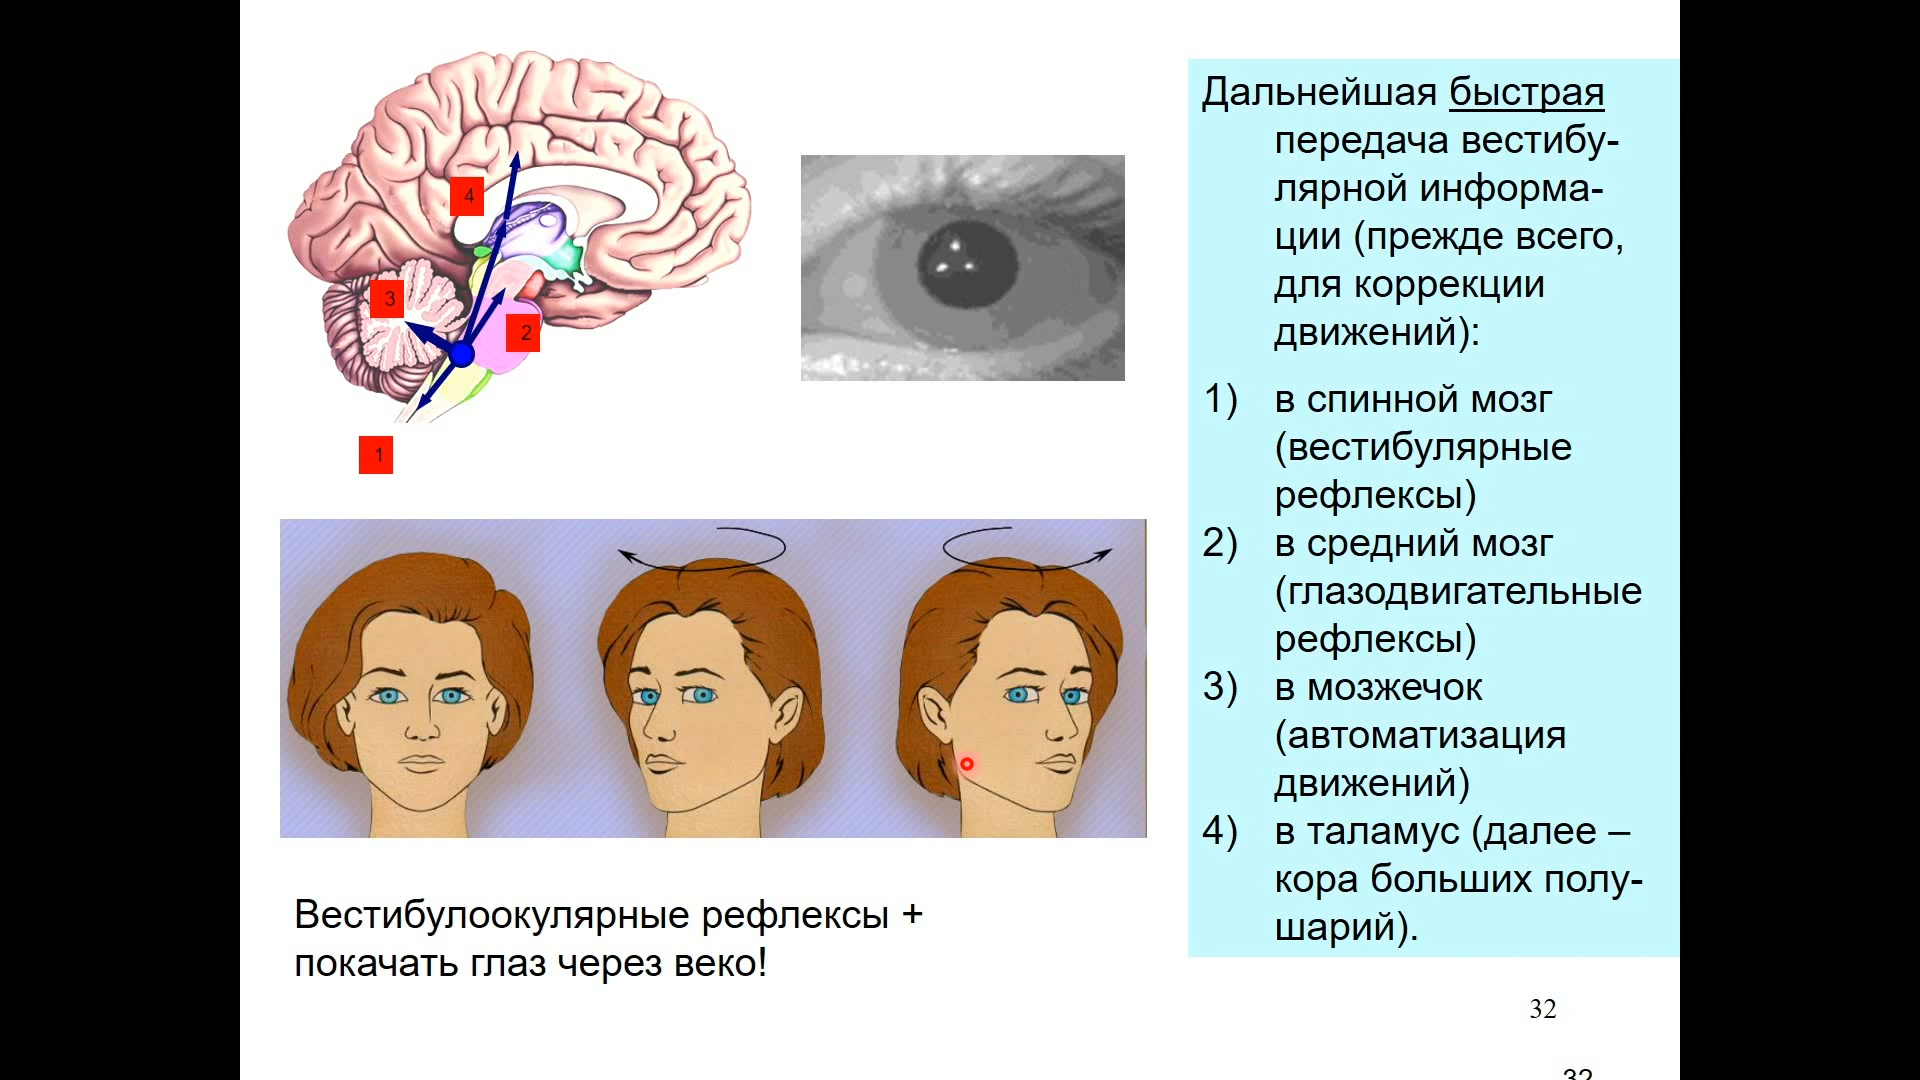 4
3
2
1
Вестибулоокулярные рефлексы +
покачать глаз через веко!
Дальнейшая быстрая
передача вестибу-
лярной информа-
ции (прежде всего,
для коррекции
движений):
1) в спинной мозг
(вестибулярные
рефлексы)
2) в средний мозг
(глазодвигательные
рефлексы)
3) в мозжечок
(автоматизация
движений)
4) в таламус (далее –
кора больших полу-
шарий).
32
32